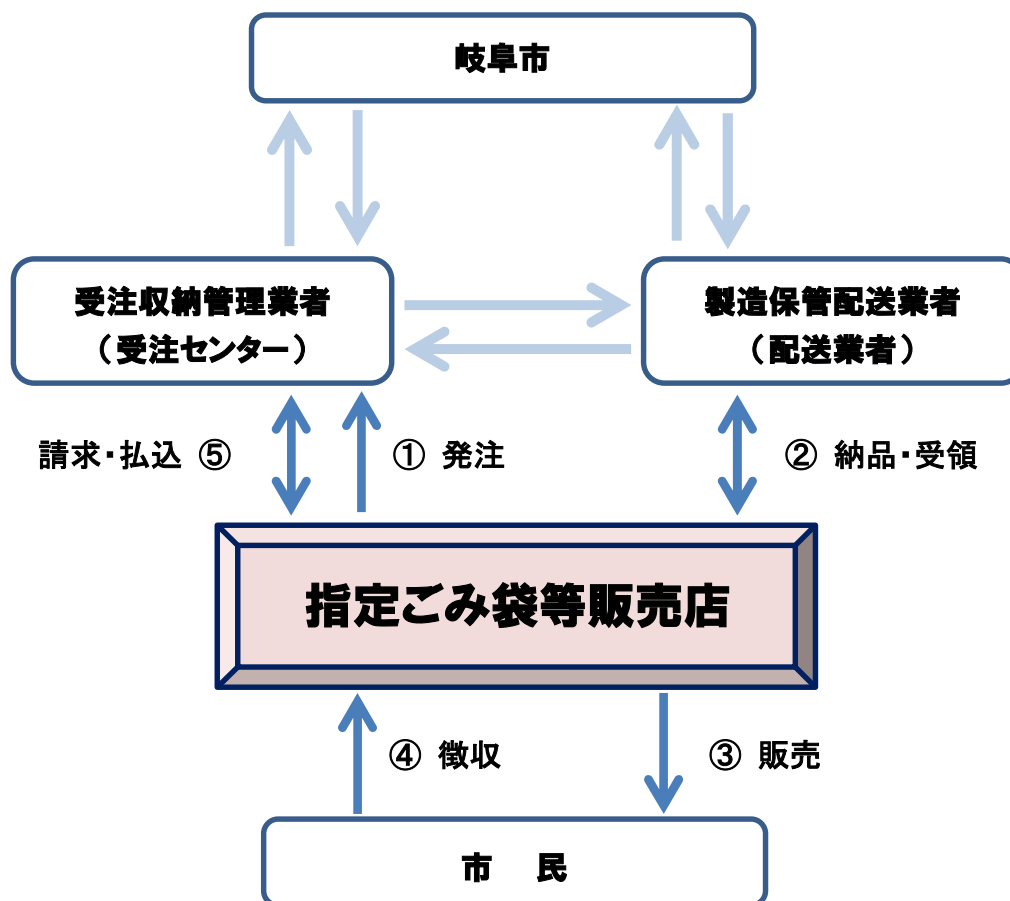 岐阜市
受注収納管理業者
（受注センター）
製造保管配送業者
（配送業者）
請求・払込 ⑤
① 発注
② 納品・受領
指定ごみ袋等販売店
④ 徴収
③ 販売
市　民